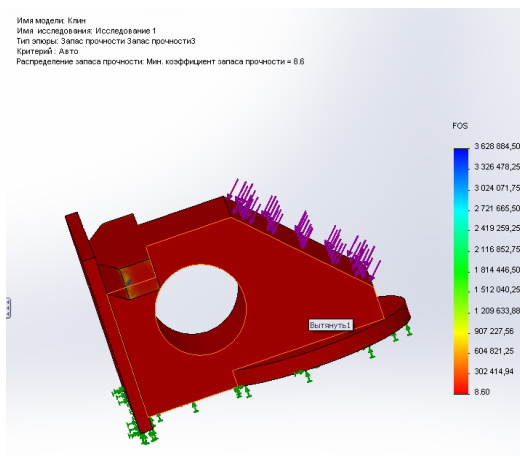 Имя модели: Клин
Имя исследования: Исследование 1
Тип эпюры: Запас прочности Запас прочности3
Критерий : Авто
Распределение запаса прочности: Мин. коэффициент запаса прочности = 8.6
FOS
3 628 884,50
3 326 478,25
3 024 071,75
2 721 665,50
2 419 259,25
2 116 852,75
1 814 446,50
1 512 040,25
1 209 633,88
907 227,56
604 821,25
302 414,94
8.60
Вытянуть1